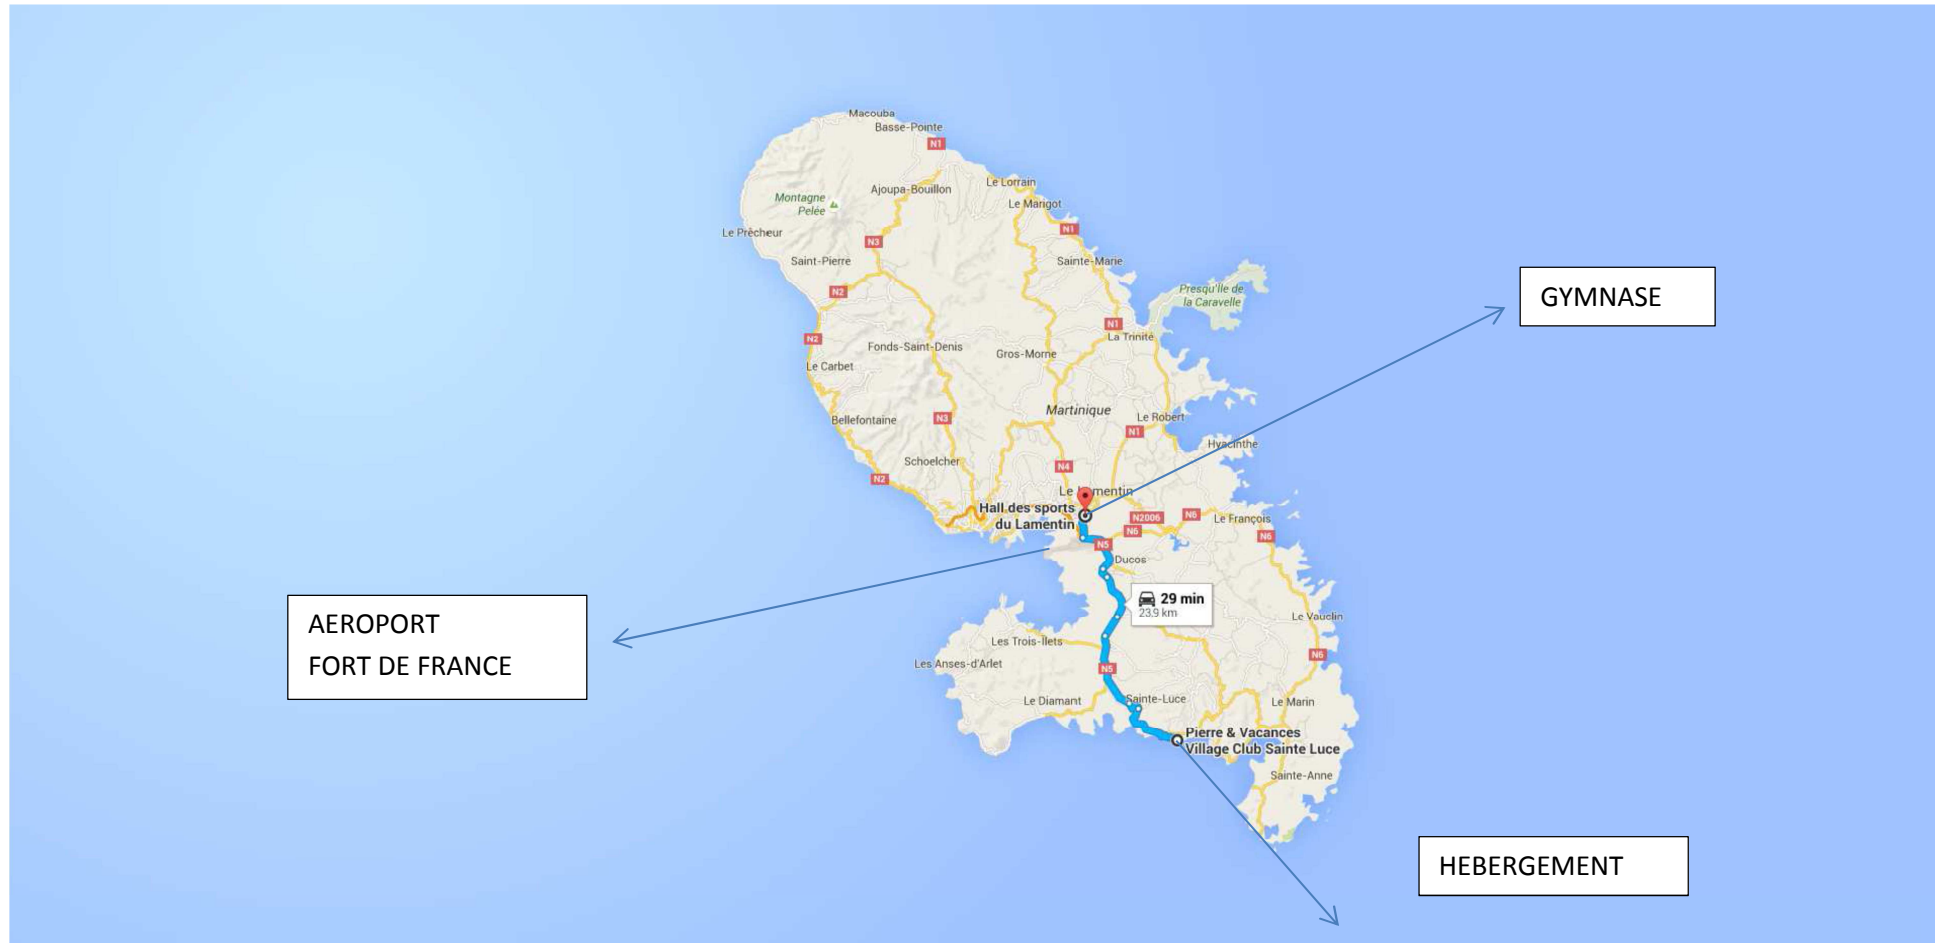 Macouba
Basse-Pointe
N1
Le Lorrain
Ajoupa-Bouillon
Montagne
Pelée
Le Marigot
N1
Le Prêcheur
N3
Saint-Pierre
Sainte-Marie
GYMNASE
Presqu'île de
la Caravelle
N2
N1
N2
La Trinité
Fonds-Saint-Denis
Gros-Morne
Le Carbet
Martinique
Bellefontaine
N3
Le Robert
N1
Hyacinthe
Schoelcher
N4
N2
Le Lamentin
Hall des sports
du Lamentin
N2006
N6
Le François
N6
N6
N5
Ducos
29 min
23,9 km
AEROPORT
FORT DE FRANCE
Le Vauclin
Les Trois-Îlets
N6
Les Anses-d'Arlet
N5
Le Diamant
Sainte-Luce
Le Marin
Pierre & Vacances
Village Club Sainte Luce
Sainte-Anne
HEBERGEMENT